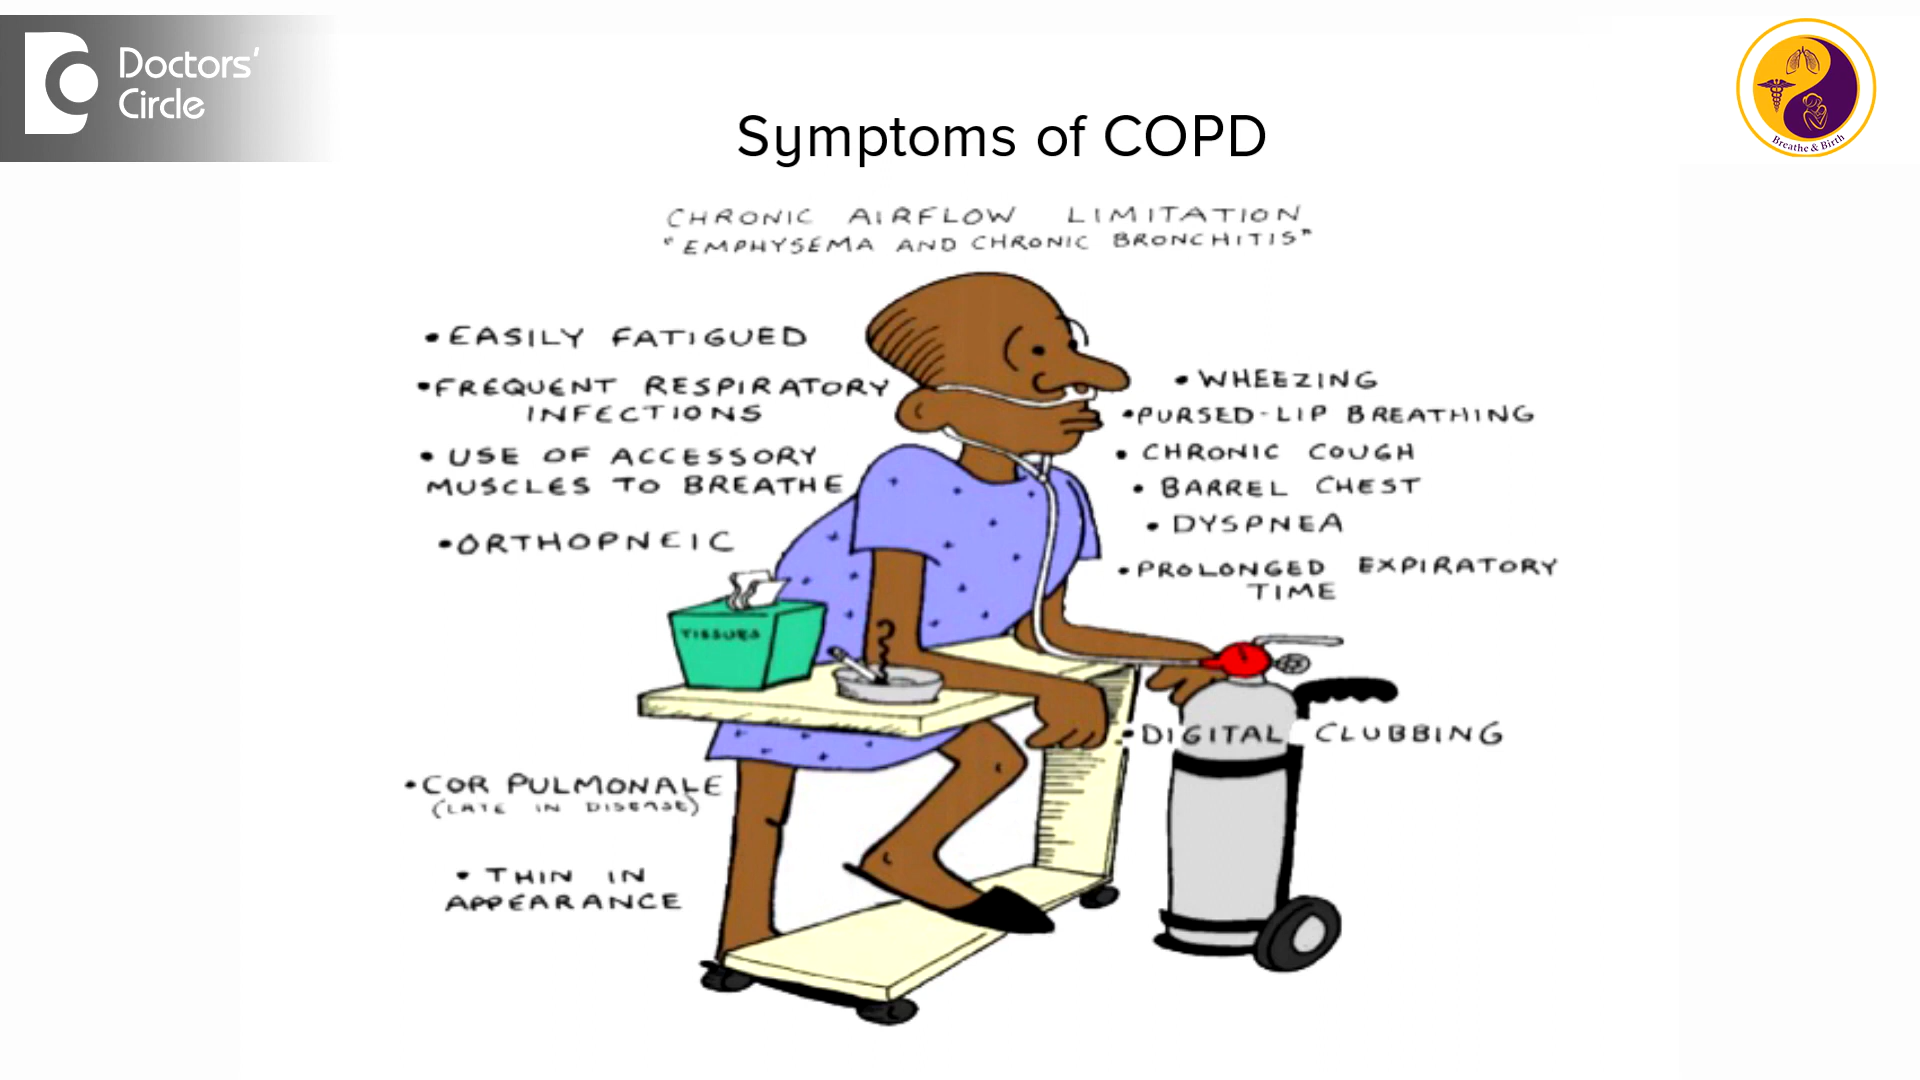 Doctors'
Circle
Breathe & Birth
Symptoms of COPD
CHRONIC AIRFLOW LIMITATION
"EMPHYSEMA AND CHRONIC BRONCHITIS"
• EASILY FATIGUED
• FREQUENT RESPIRATORY
INFECTIONS
• USE OF ACCESSORY
MUSCLES TO BREATHE
• ORTHOPNEIC
TISSUES
• COR PULMONALE
(LATE IN DISEASE)
• THIN IN
APPEARANCE
• WHEEZING
• PURSED-LIP BREATHING
• CHRONIC COUGH
• BARREL CHEST
• DYSPNEA
• PROLONGED EXPIRATORY
TIME
• DIGITAL CLUBBING